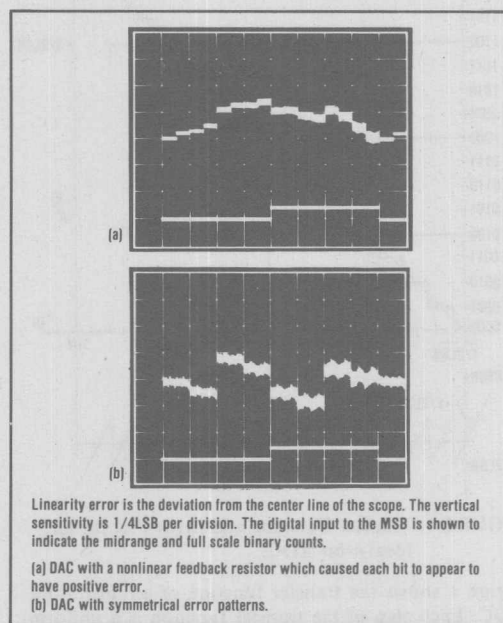 (a)
(b)
Linearity error is the deviation from the center line of the scope. The vertical
sensitivity is 1/4LSB per division. The digital input to the MSB is shown to
indicate the midrange and full scale binary counts.
(a) DAC with a nonlinear feedback resistor which caused each bit to appear to
have positive error.
(b) DAC with symmetrical error patterns.